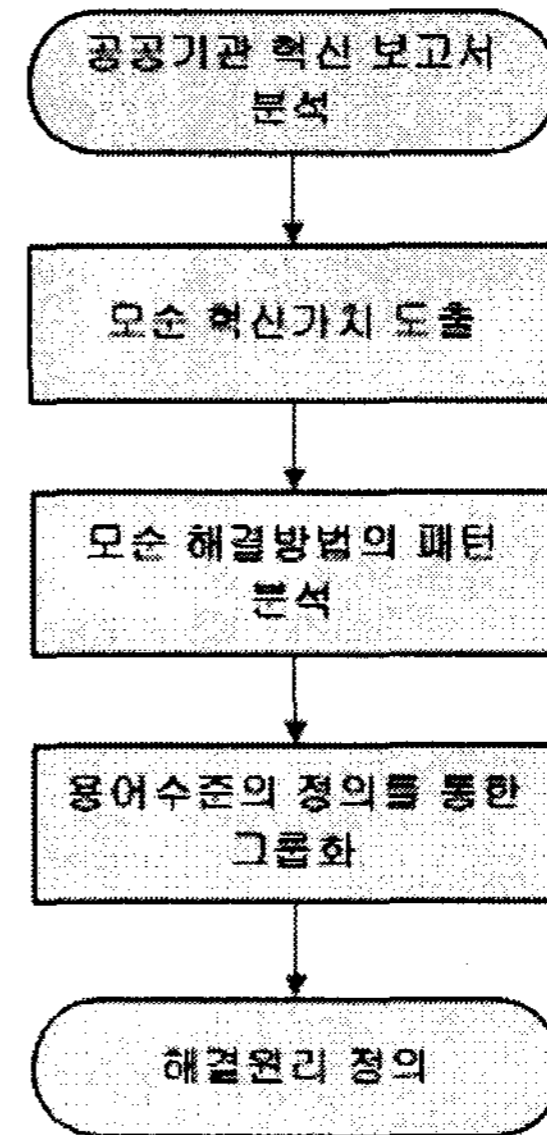 공공기관 혁신 보고서
분석
모순 혁신가치 도출
모순 해결방법의 패턴
분석
용어수준의 정의를 통한
그룹화
해결원리 정의